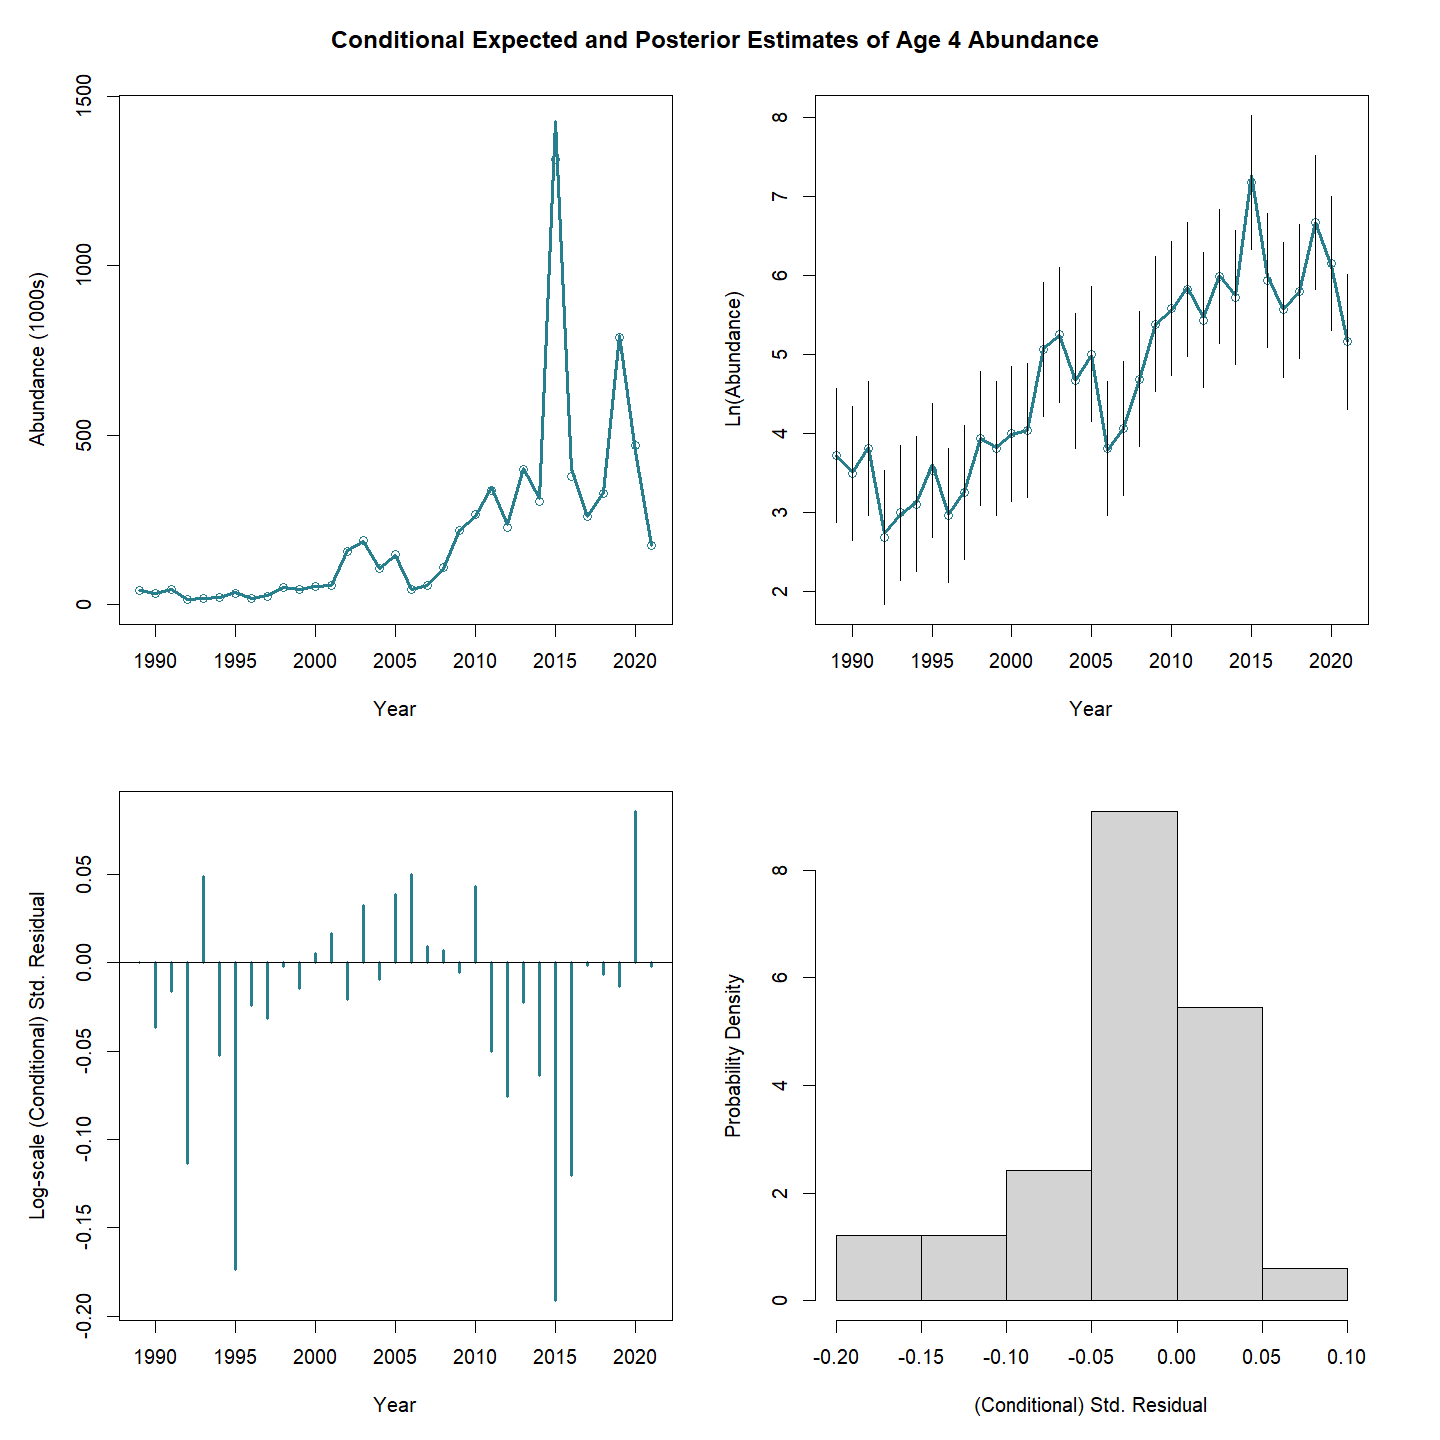 Conditional Expected and Posterior Estimates of Age 4 Abundance
Abundance (1000s)
1500
1000
500
0
1990 1995 2000 2005 2010 2015 2020
Year
Ln(Abundance)
8
7
6
5
4
3
2
1990 1995 2000 2005 2010 2015 2020
Year
Log-scale (Conditional) Std. Residual
0.05
0.00
-0.05
-0.10
-0.15
-0.20
1990 1995 2000 2005 2010 2015 2020
Year
Probability Density
8
6
4
2
0
-0.20 -0.15 -0.10 -0.05 0.00 0.05 0.10
(Conditional) Std. Residual